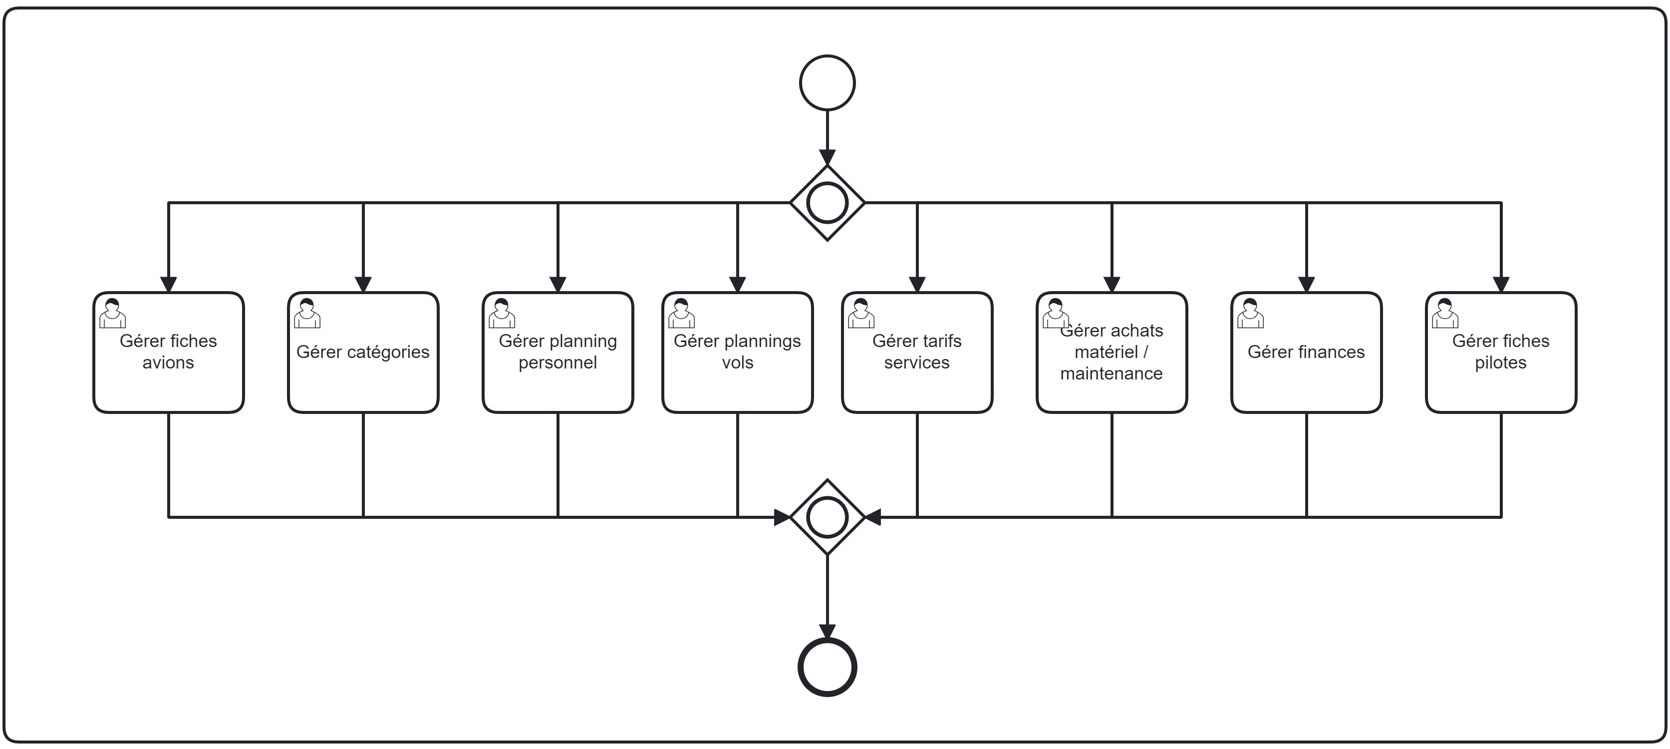 Gérer fiches
avions
Gérer catégories
Gérer planning
personnel
Gérer plannings
vols
Gérer tarifs
services
Gérer achats
matériel /
maintenance
Gérer finances
Gérer fiches
pilotes